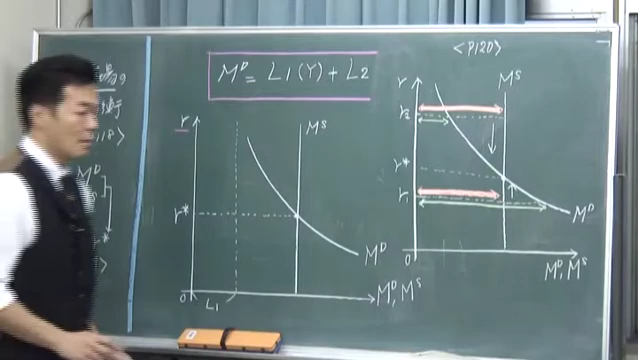 M^D = L1(Y) + L2
<P120>
r
M^S
r*
M^D
0
L1
M^D, M^S
r
M^S
r2
r*
r1
M^D
0
M^D, M^S